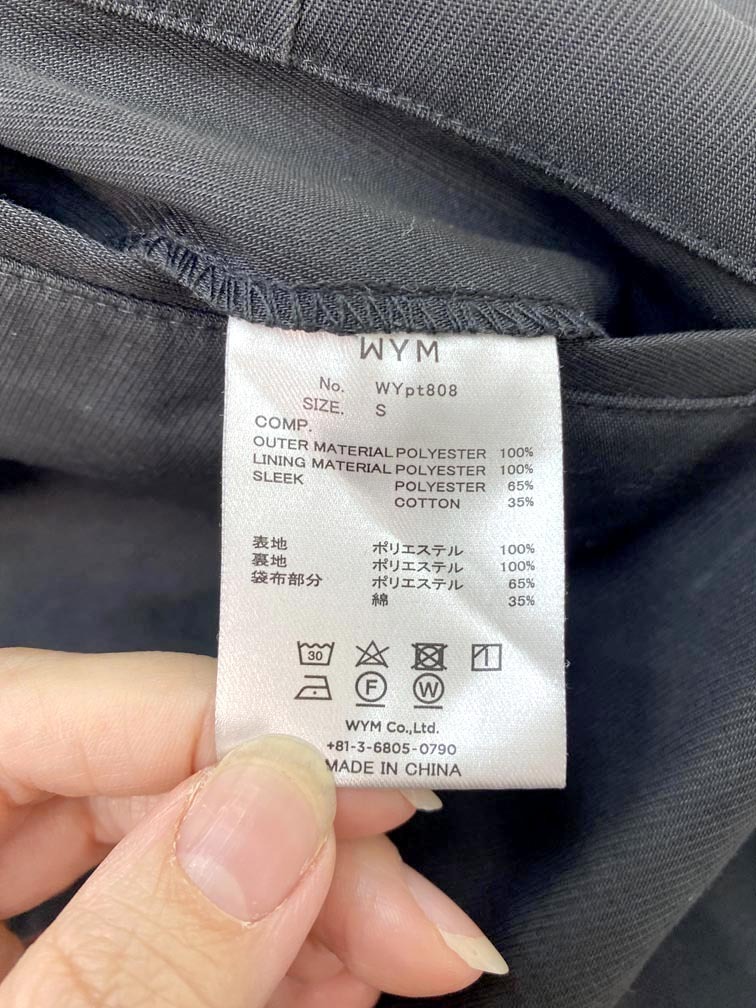 WYM
No. WYpt808
SIZE. S
COMP.
OUTER MATERIAL POLYESTER 100%
LINING MATERIAL POLYESTER 100%
SLEEK POLYESTER 65%
COTTON 35%
表地 ポリエステル 100%
裏地 ポリエステル 100%
袋布部分 ポリエステル 65%
綿 35%
30
F W
WYM Co.,Ltd.
+81-3-6805-0790
MADE IN CHINA